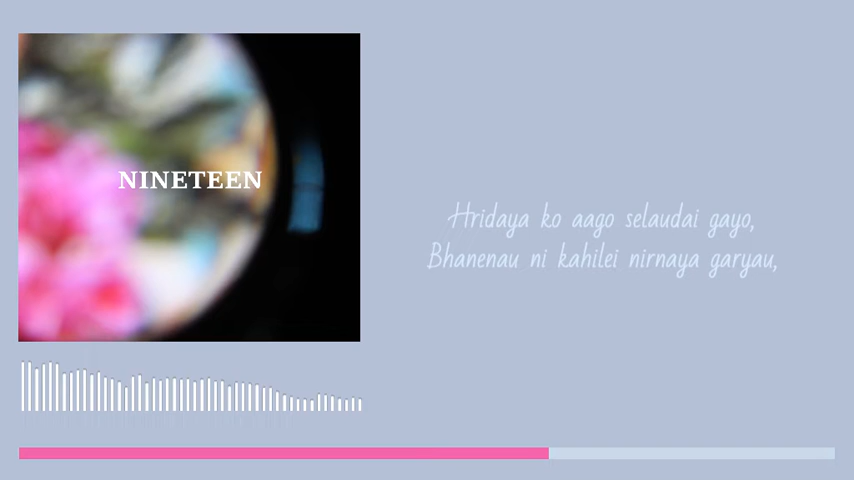 NINETEEN
Hridaya ko aago selaudai gayo,
Bhanenau ni kahilei nirnaya garyau,